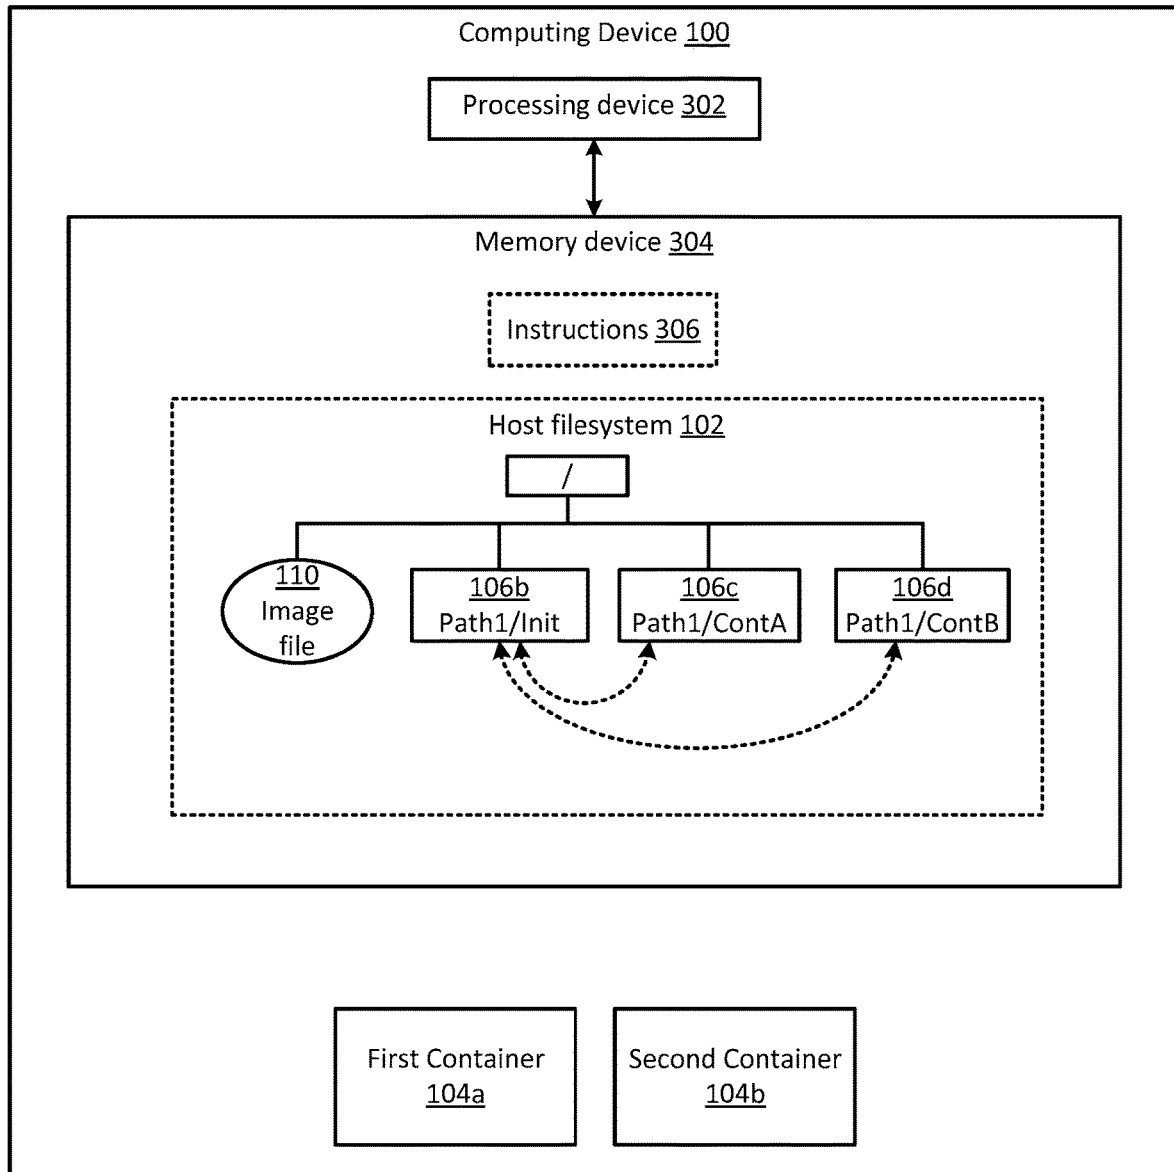 Computing Device 100
Processing device 302
Memory device 304
Instructions 306
Host filesystem 102
/
110
Image
file
106b
Path1/Init
106c
Path1/ContA
106d
Path1/ContB
First Container
104a
Second Container
104b